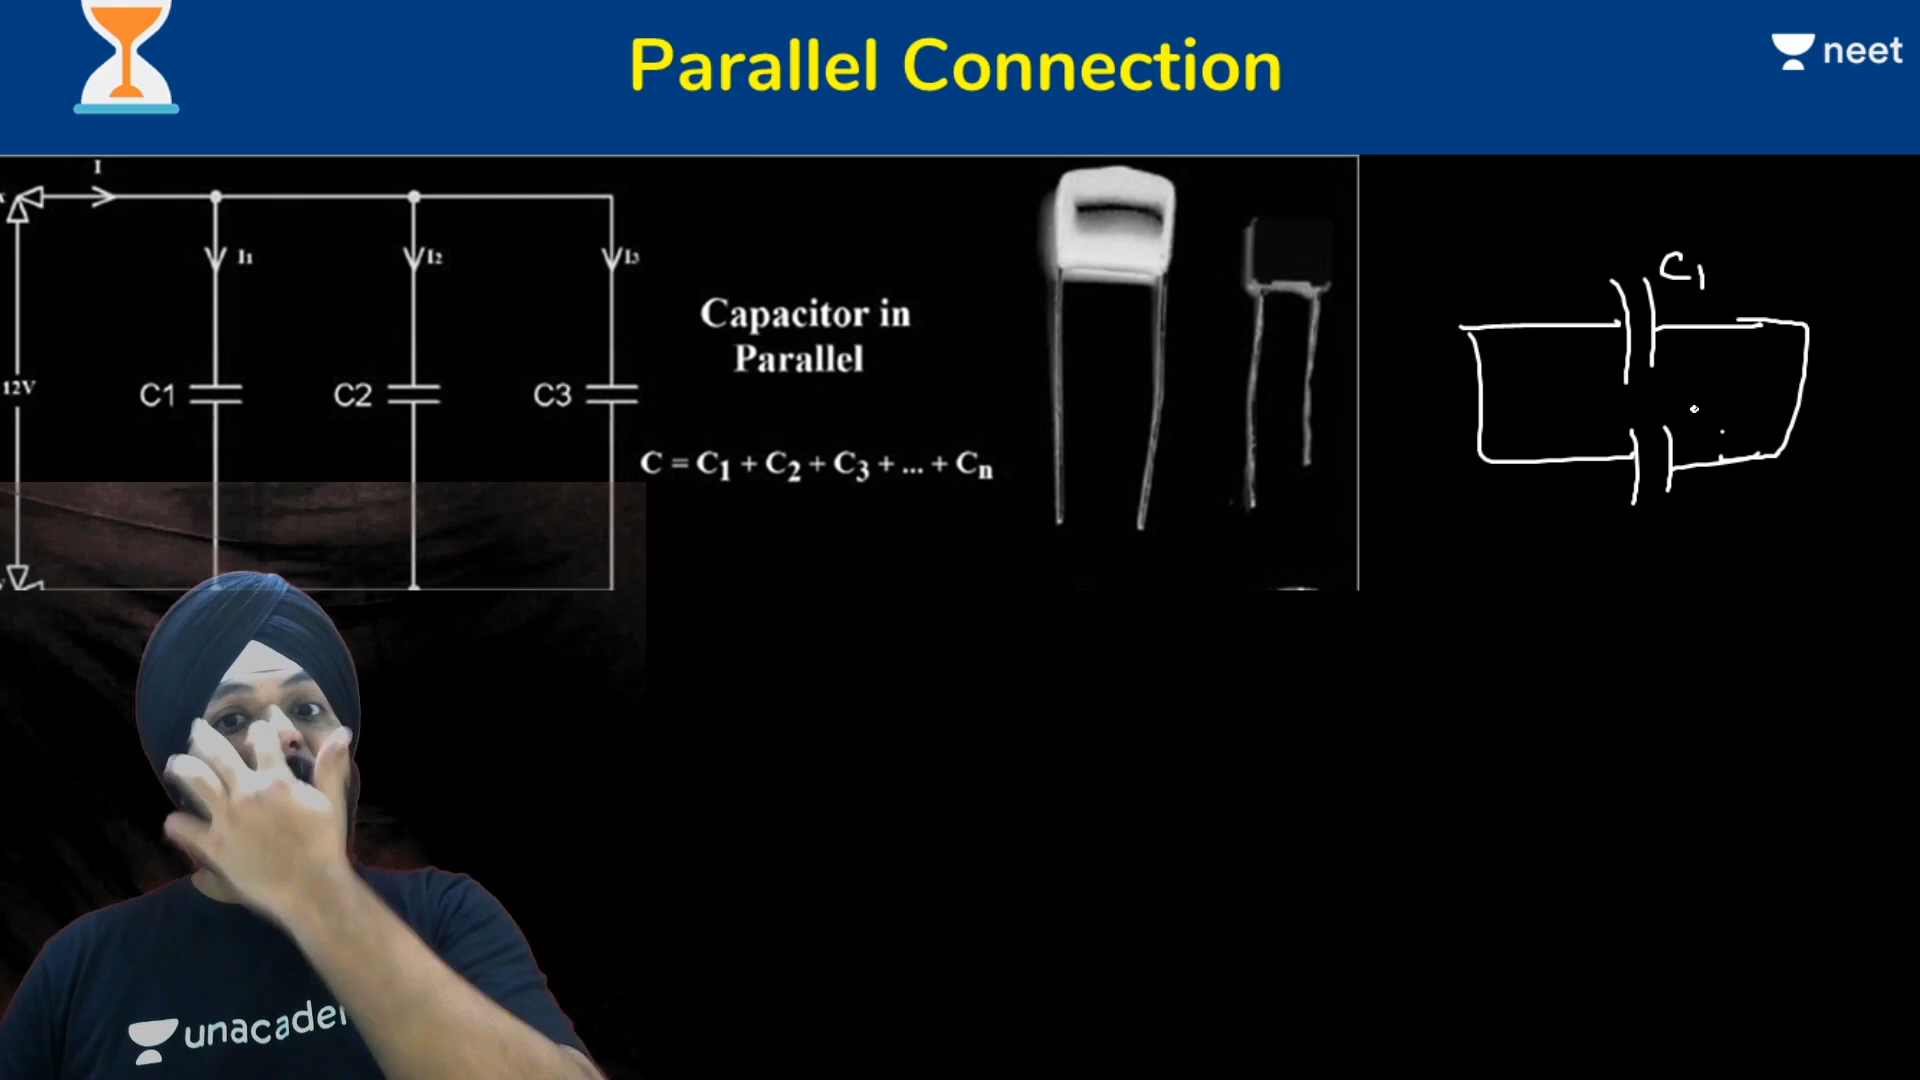 Parallel Connection
neet
I
I1
I2
I3
12V
C1
C2
C3
Capacitor in
Parallel
C = C1 + C2 + C3 + ... + Cn
C1
unacade